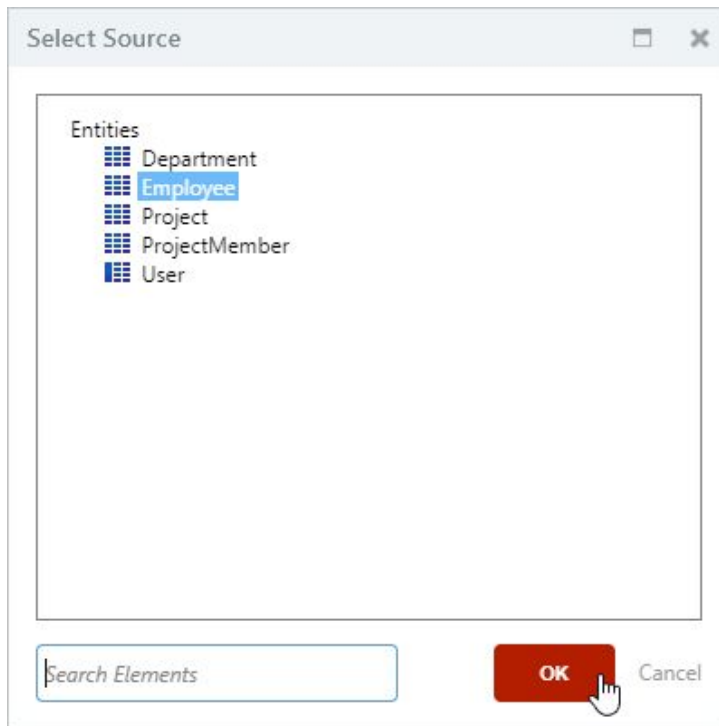 Select Source
Entities
Department
Employee
Project
ProjectMember
User
Search Elements
OK
Cancel